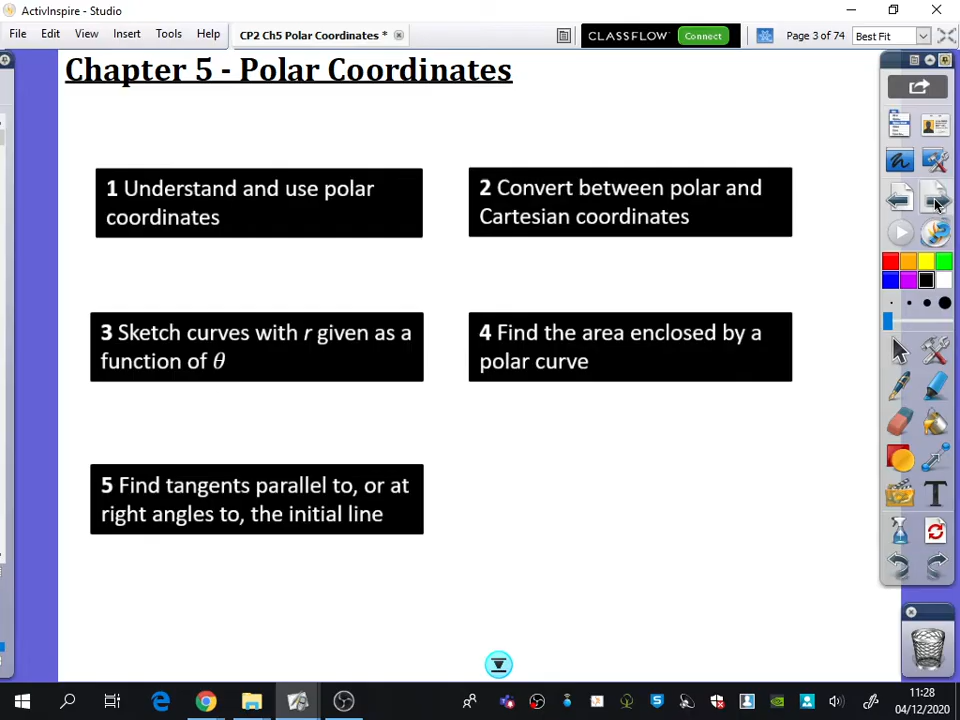 ActivInspire - Studio
File Edit View Insert Tools Help CP2 Ch5 Polar Coordinates * CLASSFLOW Connect Page 3 of 74 Best Fit
Chapter 5 - Polar Coordinates
1 Understand and use polar
coordinates
2 Convert between polar and
Cartesian coordinates
3 Sketch curves with r given as a
function of θ
4 Find the area enclosed by a
polar curve
5 Find tangents parallel to, or at
right angles to, the initial line
11:28
04/12/2020